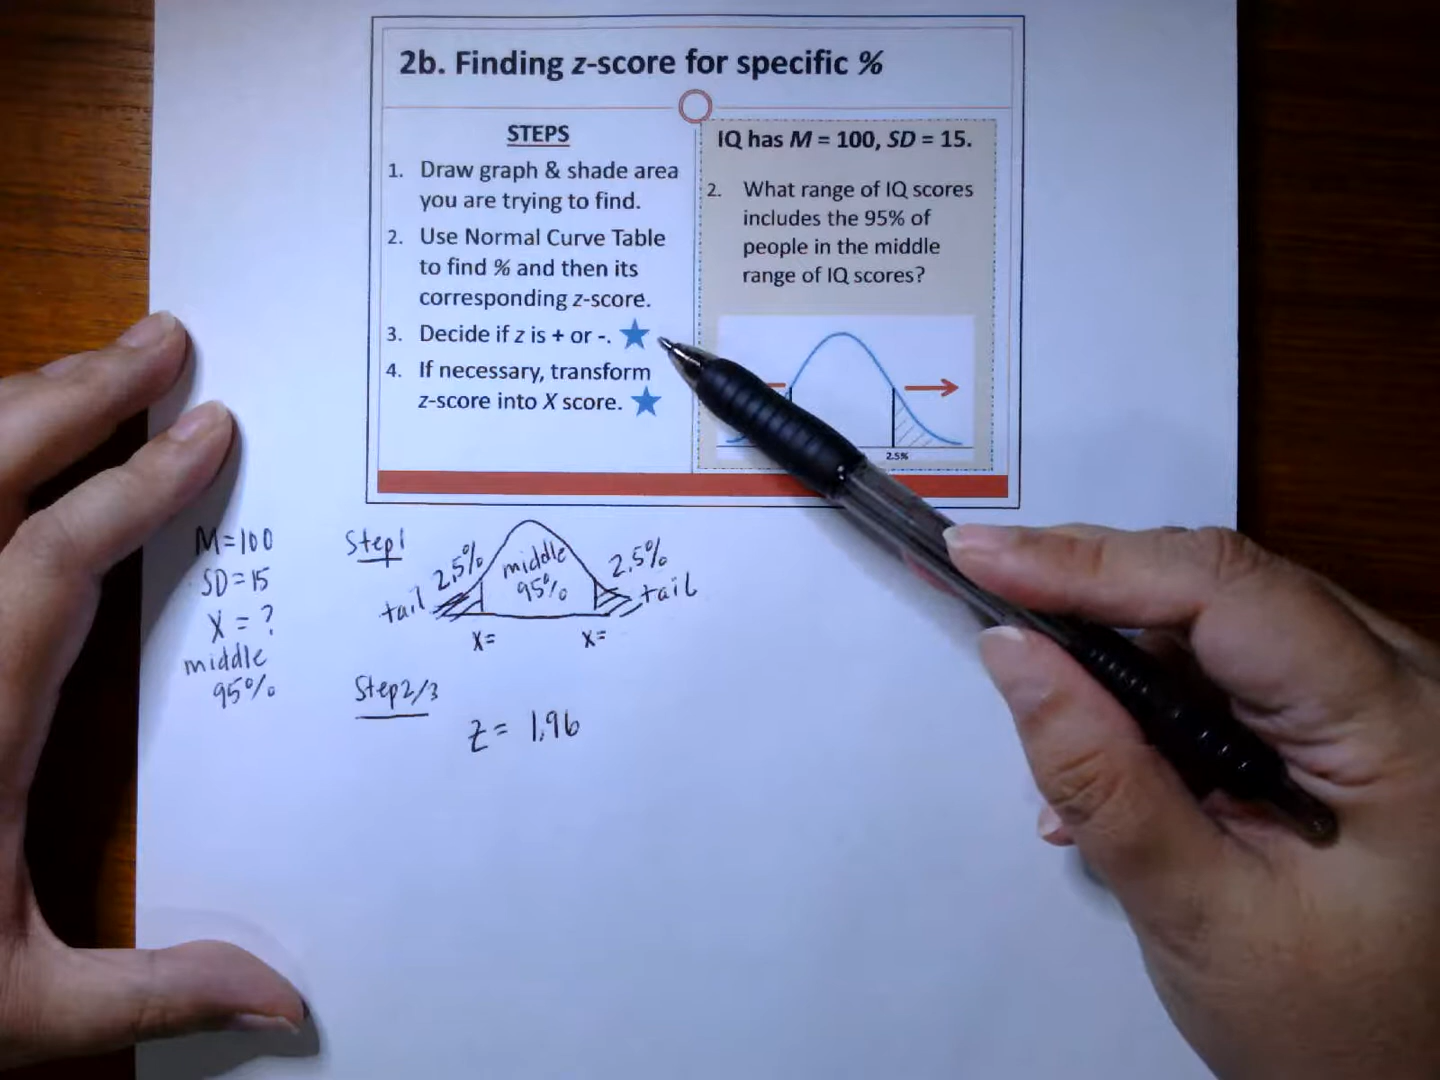 2b. Finding z-score for specific %
STEPS
1. Draw graph & shade area
you are trying to find.
2. Use Normal Curve Table
to find % and then its
corresponding z-score.
3. Decide if z is + or -.
4. If necessary, transform
z-score into X score.
IQ has M = 100, SD = 15.
2. What range of IQ scores
includes the 95% of
people in the middle
range of IQ scores?
2.5%
M=100
SD=15
X = ?
middle
95%
Step1
2.5%
tail
middle
95%
2.5%
tail
X=
X=
Step2/3
Z= 1.96